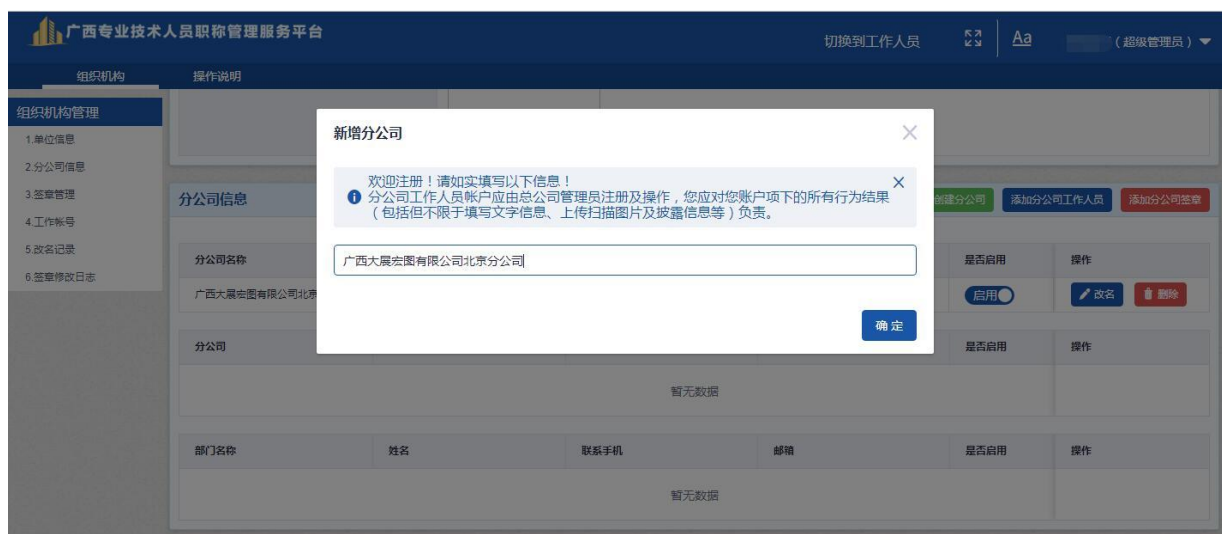 广西专业技术人员职称管理服务平台
切换到工作人员
Aa
（超级管理员）
组织机构
操作说明
组织机构管理
1.单位信息
2.分公司信息
3.签章管理
4.工作帐号
5.改名记录
6.签章修改日志
新增分公司
欢迎注册！请如实填写以下信息！
分公司工作人员帐户应由总公司管理员注册及操作，您应对您账户项下的所有行为结果
（包括但不限于填写文字信息、上传扫描图片及披露信息等）负责。
广西大展宏图有限公司北京分公司
确定
分公司信息
创建分公司
添加分公司工作人员
添加分公司签章
分公司名称
是否启用
操作
广西大展宏图有限公司北京
启用
改名
删除
分公司
是否启用
操作
暂无数据
部门名称
姓名
联系手机
邮箱
是否启用
操作
暂无数据